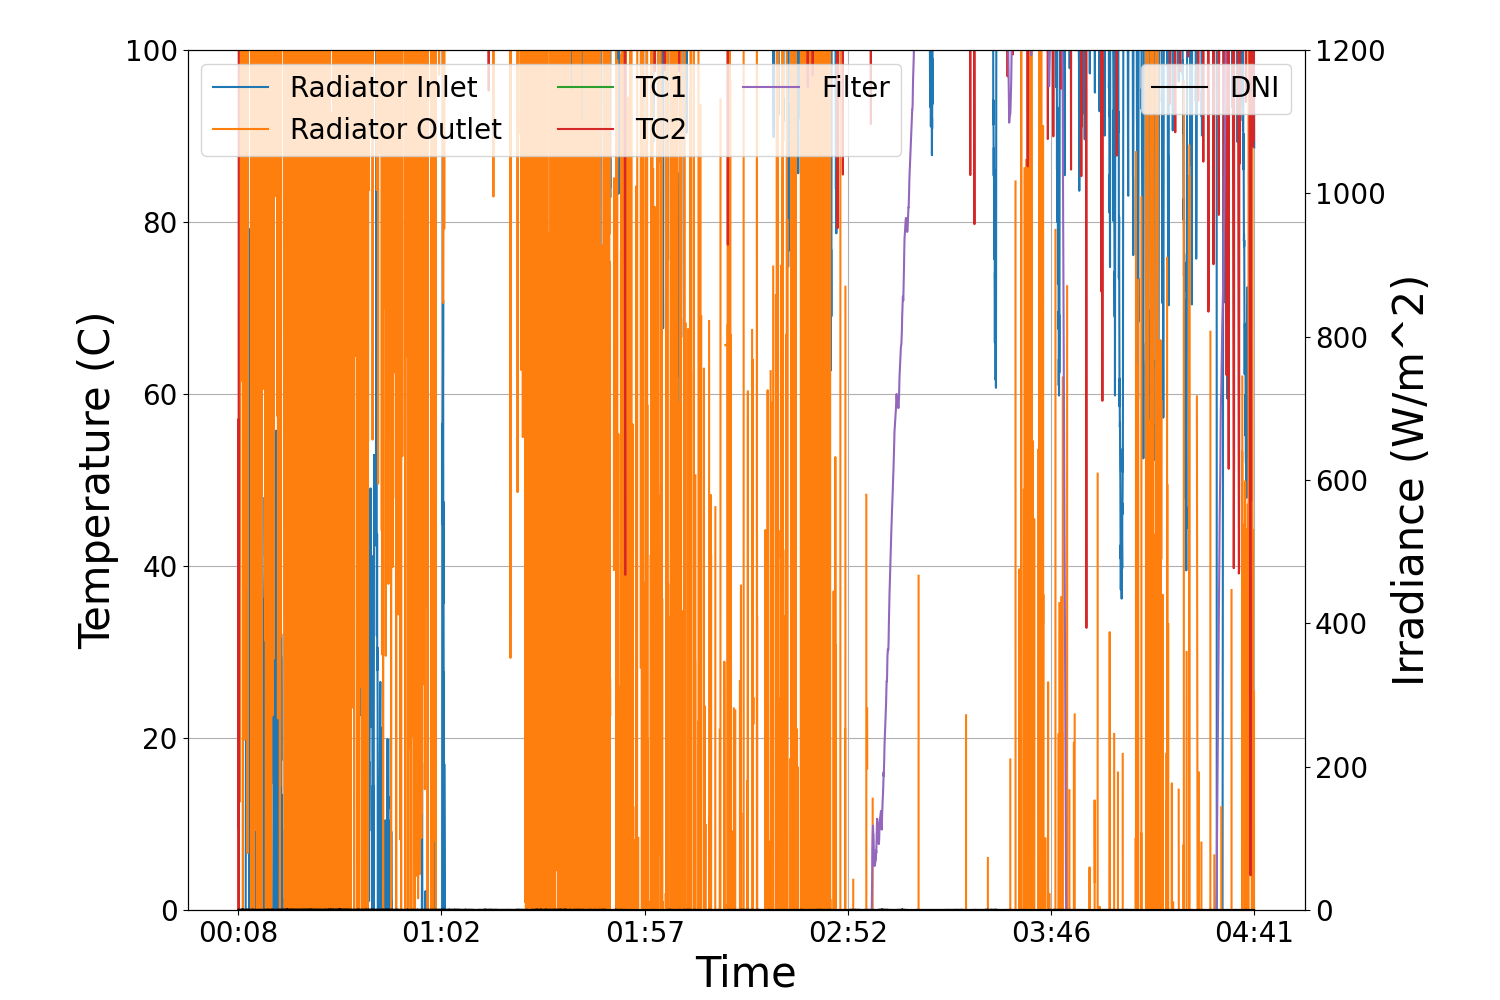 Radiator Inlet
Radiator Outlet
TC1
TC2
Filter
DNI
Temperature (C)
100
80
60
40
20
0
Irradiance (W/m^2)
1200
1000
800
600
400
200
0
00:08 01:02 01:57 02:52 03:46 04:41
Time